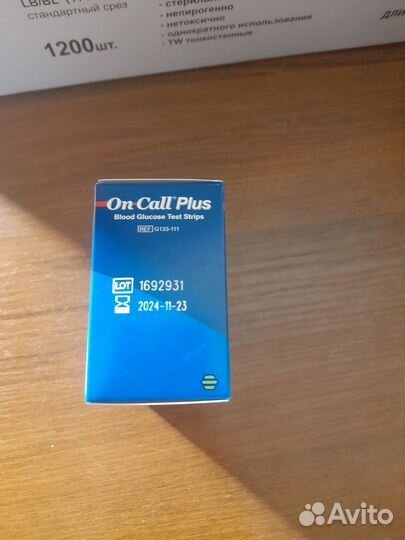 стандартный срез
1200шт.
- непирогенно
- нетоксично
- однократного использования
- TW тонкостенные
On Call® Plus
Blood Glucose Test Strips
REF G133-111
LOT 1692931
2024-11-23
Avito